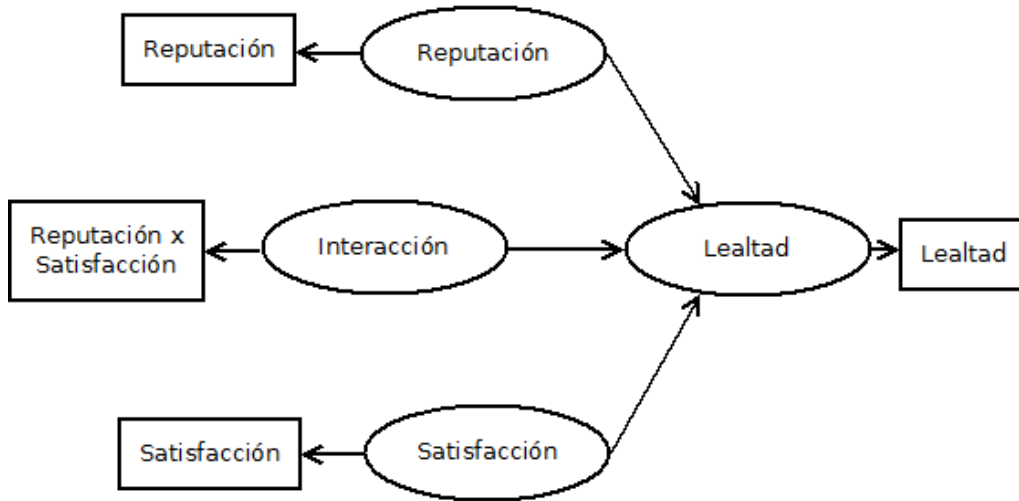 Reputación
Reputación
Reputación x
Satisfacción
Interacción
Lealtad
Lealtad
Satisfacción
Satisfacción